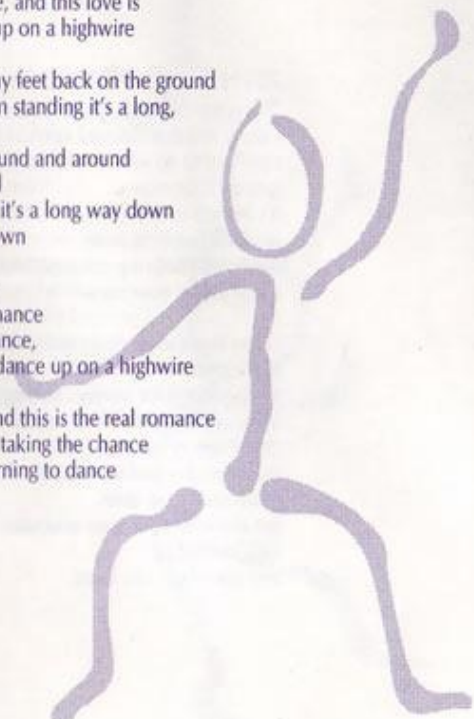 , and this love is
up on a highwire
y feet back on the ground
n standing it's a long,
und and around
it's a long way down
wn
ance
nce,
dance up on a highwire
nd this is the real romance
taking the chance
rning to dance